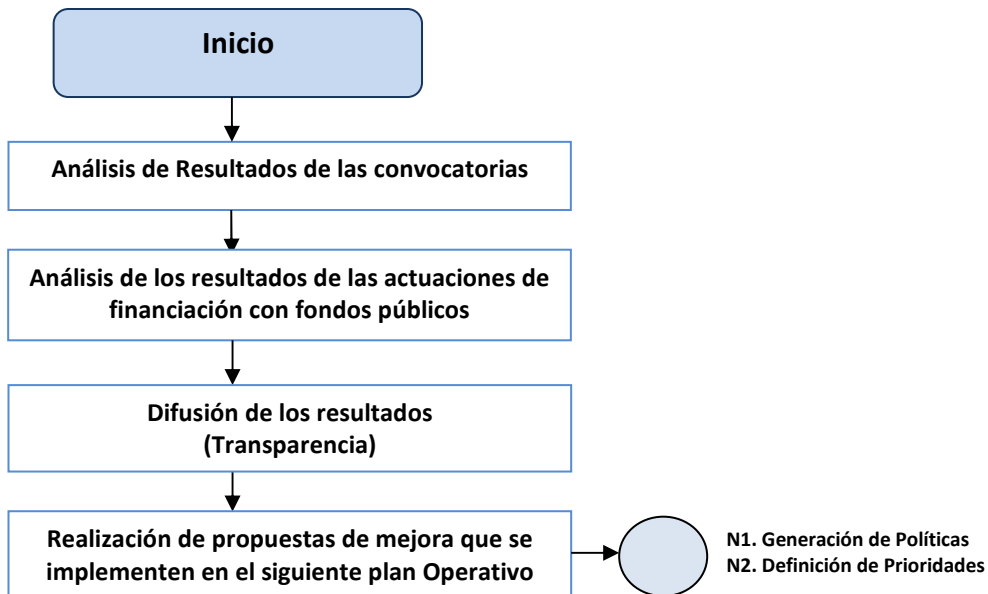 Inicio
Análisis de Resultados de las convocatorias
Análisis de los resultados de las actuaciones de
financiación con fondos públicos
Difusión de los resultados
(Transparencia)
Realización de propuestas de mejora que se
implementen en el siguiente plan Operativo
N1. Generación de Políticas
N2. Definición de Prioridades